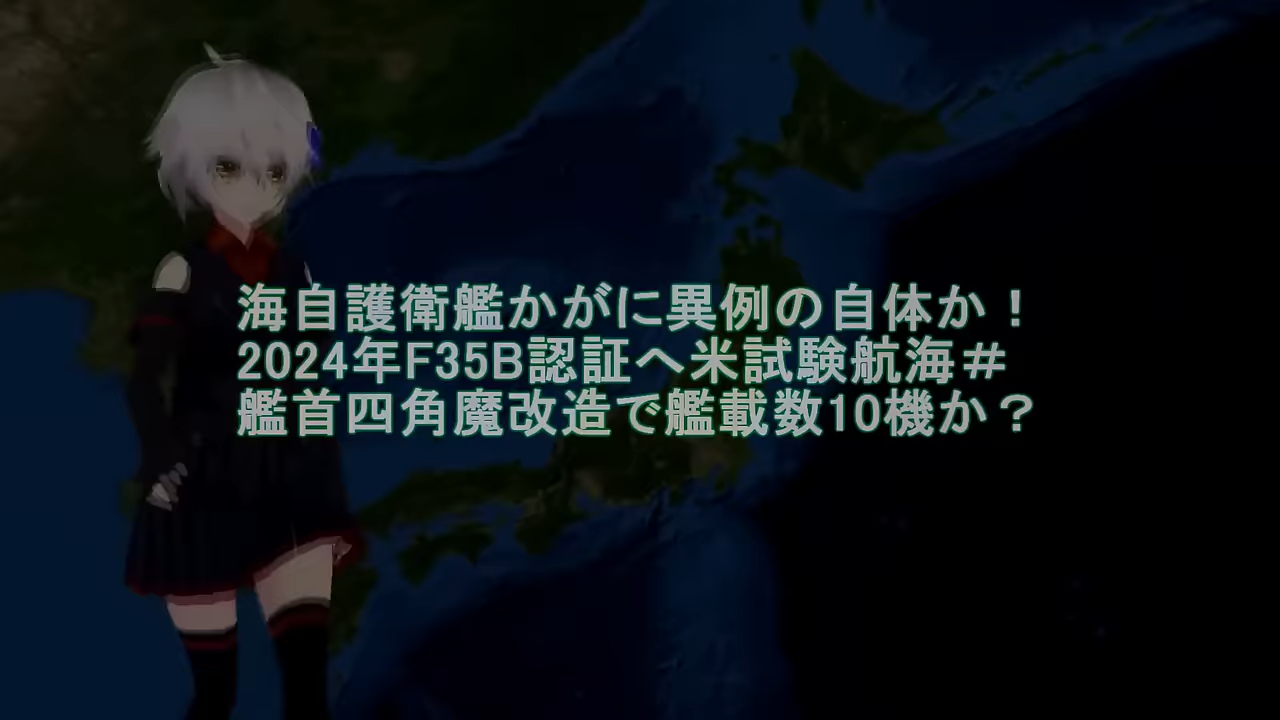 海自護衛艦かがに異例の自体か！
2024年F35B認証へ米試験航海＃
艦首四角魔改造で艦載数10機か？